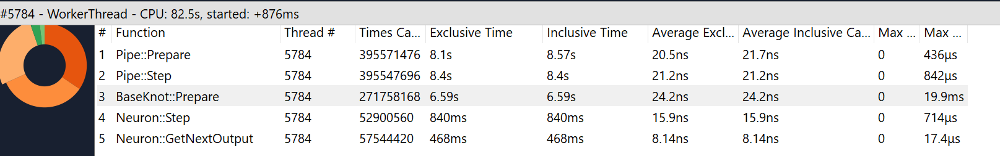 #5784 - WorkerThread - CPU: 82.5s, started: +876ms
# Function Thread # Times Ca... Exclusive Time Inclusive Time Average Excl... Average Inclusive Ca... Max ... Max ...
1 Pipe::Prepare 5784 395571476 8.1s 8.57s 20.5ns 21.7ns 0 436µs
2 Pipe::Step 5784 395547696 8.4s 8.4s 21.2ns 21.2ns 0 842µs
3 BaseKnot::Prepare 5784 271758168 6.59s 6.59s 24.2ns 24.2ns 0 19.9ms
4 Neuron::Step 5784 52900560 840ms 840ms 15.9ns 15.9ns 0 714µs
5 Neuron::GetNextOutput 5784 57544420 468ms 468ms 8.14ns 8.14ns 0 17.4µs